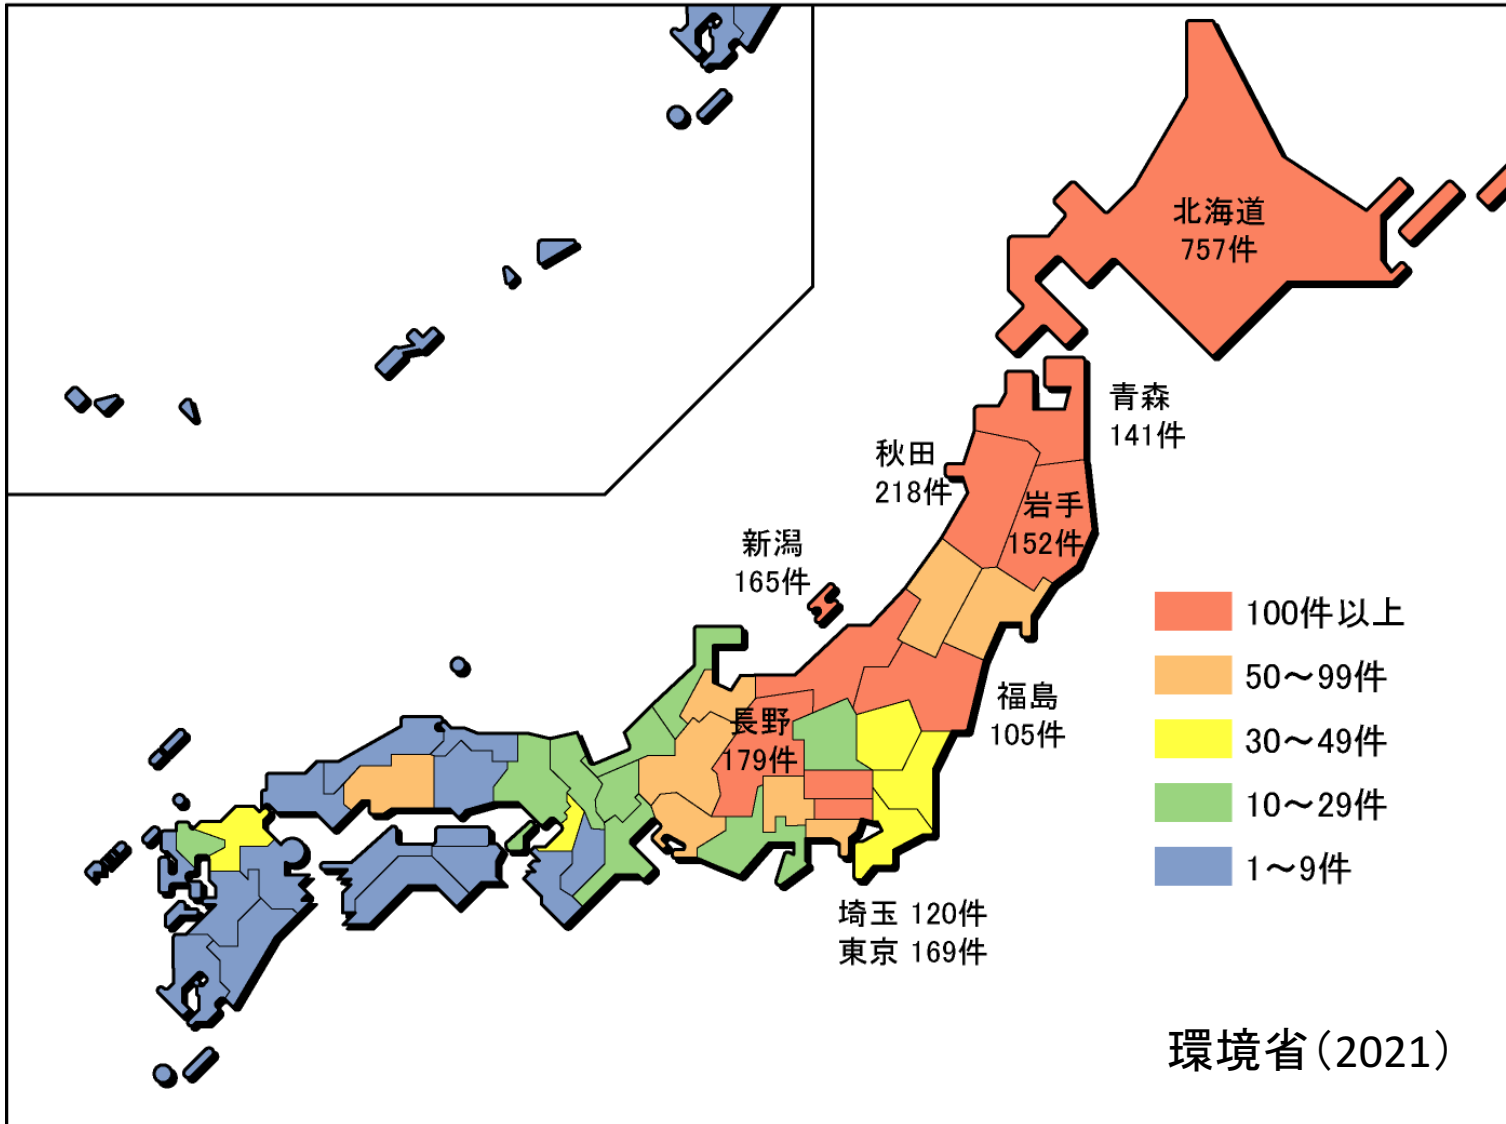 北海道
757件
青森
141件
秋田
218件
岩手
152件
新潟
165件
福島
105件
長野
179件
埼玉 120件
東京 169件
100件以上
50～99件
30～49件
10～29件
1～9件
環境省（2021）